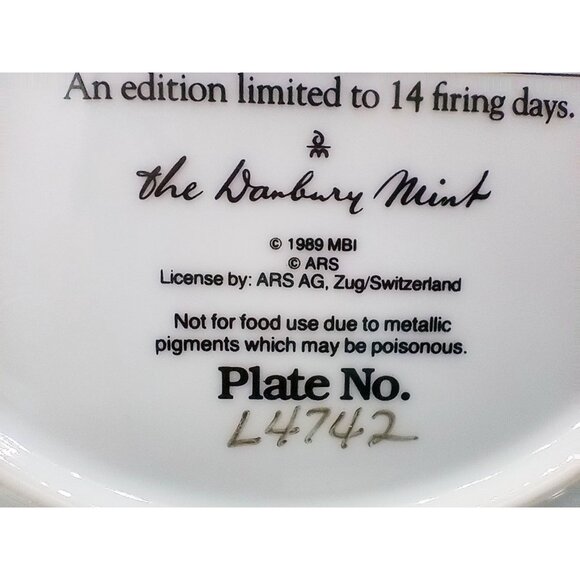 An edition limited to 14 firing days.
the Danbury Mint
© 1989 MBI
© ARS
License by: ARS AG, Zug/Switzerland
Not for food use due to metallic
pigments which may be poisonous.
Plate No.
L4742